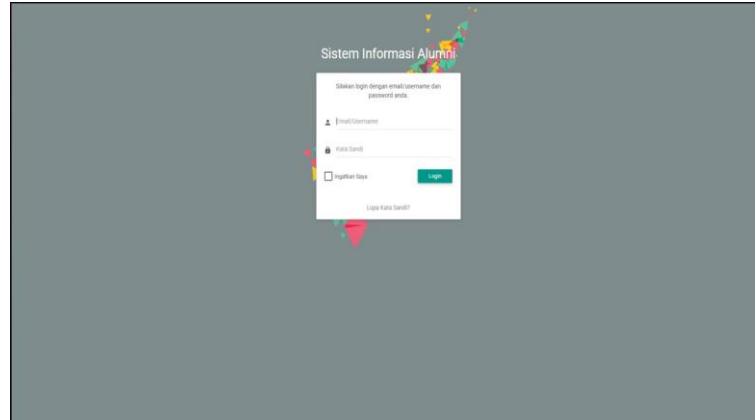 Sistem Informasi Alumni
Silakan login dengan email/username dan
password anda.
Email/Username
Kata Sandi
Ingatkan Saya
Login
Lupa Kata Sandi?